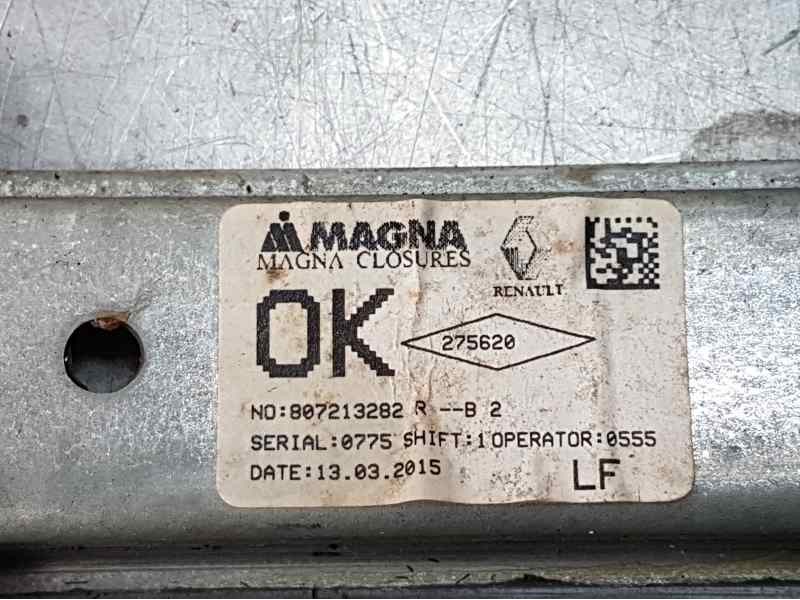 MAGNA
MAGNA CLOSURES
RENAULT
OK
275620
NO:807213282 R --B 2
SERIAL:0775 SHIFT:1 OPERATOR:0555
DATE:13.03.2015
LF